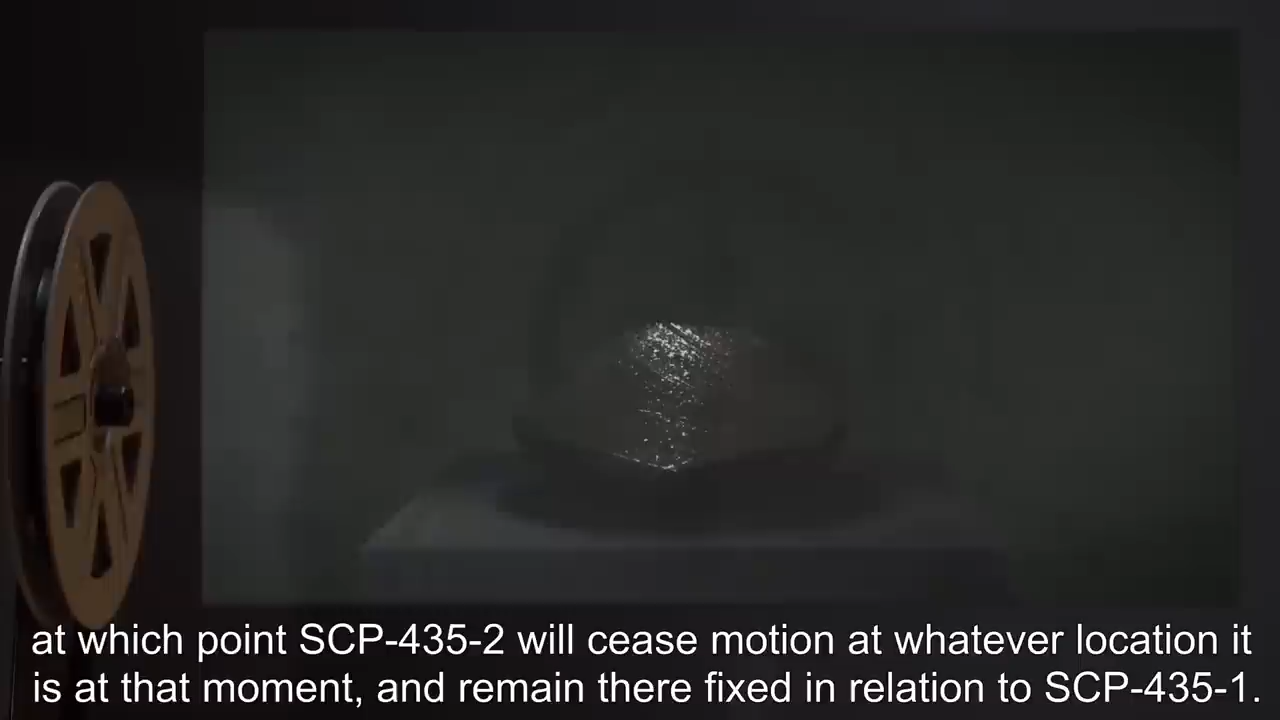 at which point SCP-435-2 will cease motion at whatever location it
is at that moment, and remain there fixed in relation to SCP-435-1.